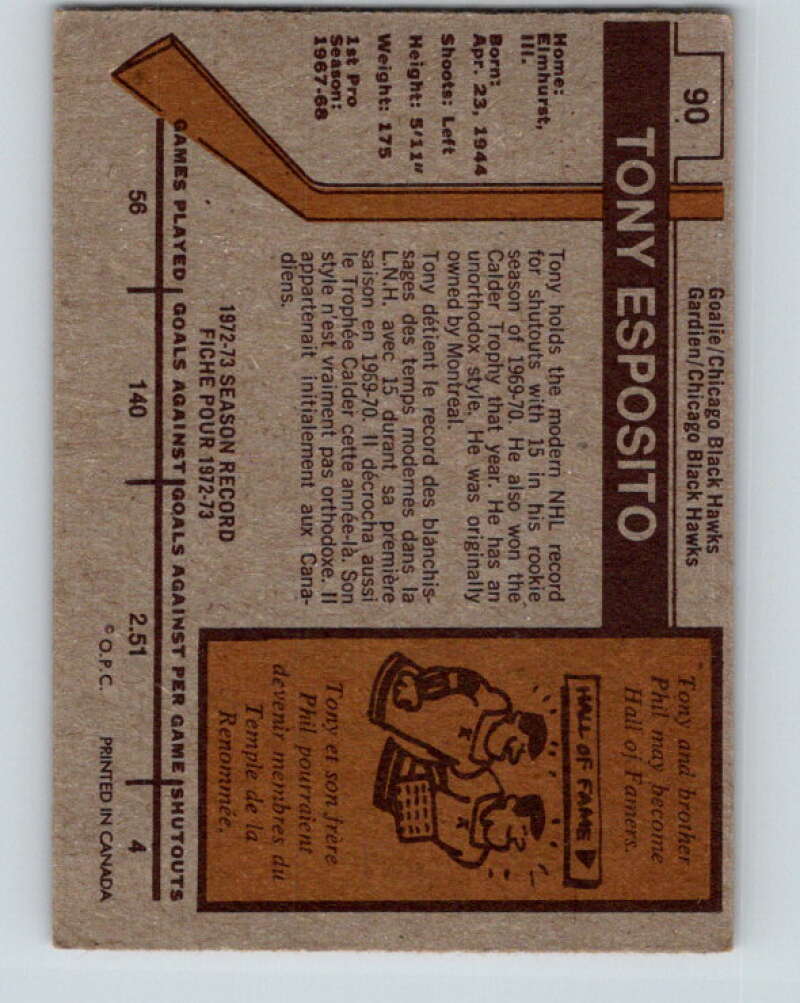 90
Goalie/Chicago Black Hawks
Gardien/Chicago Black Hawks
TONY ESPOSITO
Home:
Elmhurst,
Ill.
Born:
Apr. 23, 1944
Shoots: Left
Height: 5'11"
Weight: 175
1st Pro
Season:
1967-68
Tony holds the modern NHL record
for shutouts with 15 in his rookie
season of 1969-70. He also won the
Calder Trophy that year. He has an
unorthodox style. He was originally
owned by Montreal.
Tony détient le record des blanchis-
sages des temps modernes dans la
L.N.H. avec 15 durant sa première
saison en 1969-70. Il décrocha aussi
le Trophée Calder cette année-là. Son
style n'est vraiment pas orthodoxe. Il
appartenait initialement aux Cana-
diens.
Tony and brother
Phil may become
Hall of Famers.
HALL OF FAME
Tony et son frère
Phil pourraient
devenir membres du
Temple de la
Renommée.
1972-73 SEASON RECORD
FICHE POUR 1972-73
GAMES PLAYED GOALS AGAINST GOALS AGAINST PER GAME SHUTOUTS
56 140 2.51 4
© O.P.C. PRINTED IN CANADA